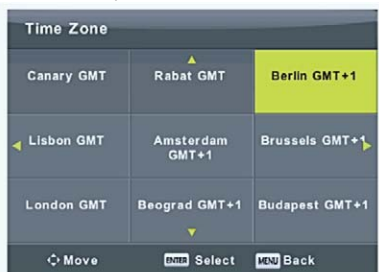 Time Zone
Canary GMT
Rabat GMT
Berlin GMT+1
Lisbon GMT
Amsterdam
GMT+1
Brussels GMT+1
London GMT
Beograd GMT+1
Budapest GMT+1
Move
ENTER Select
MENU Back